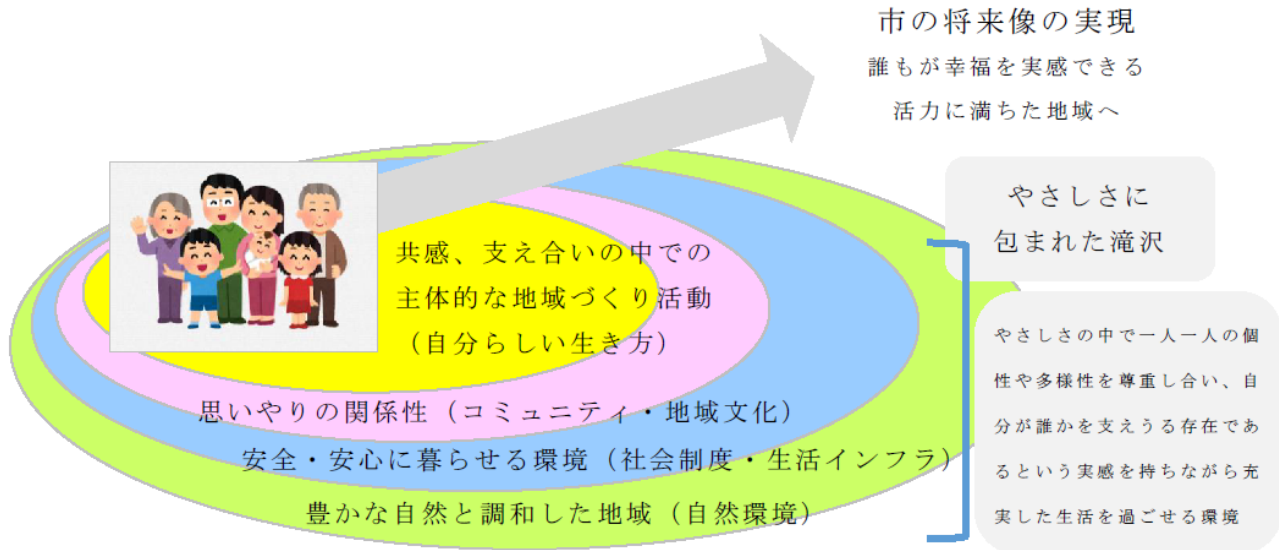 市の将来像の実現
誰もが幸福を実感できる
活力に満ちた地域へ
やさしさに
包まれた滝沢
共感、支え合いの中での
主体的な地域づくり活動
（自分らしい生き方）
思いやりの関係性（コミュニティ・地域文化）
安全・安心に暮らせる環境（社会制度・生活インフラ）
豊かな自然と調和した地域（自然環境）
やさしさの中で一人一人の個
性や多様性を尊重し合い、自
分が誰かを支えうる存在であ
るという実感を持ちながら充
実した生活を過ごせる環境